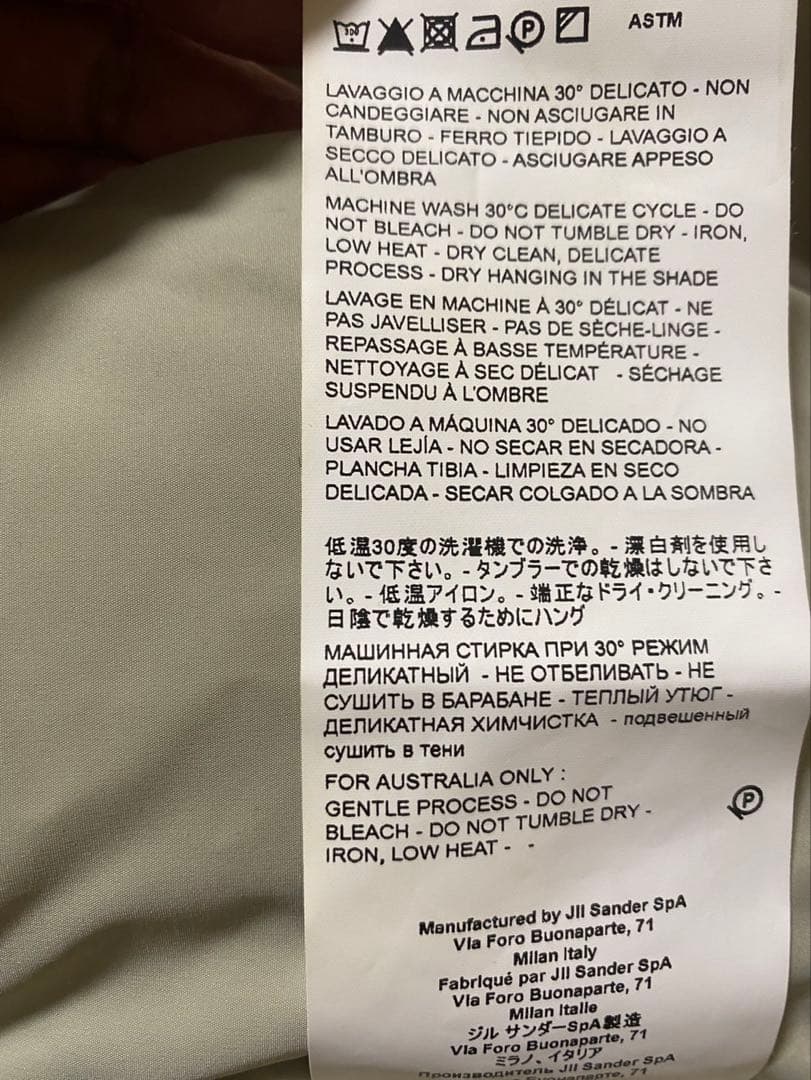 ASTM
LAVAGGIO A MACCHINA 30° DELICATO - NON
CANDEGGIARE - NON ASCIUGARE IN
TAMBURO - FERRO TIEPIDO - LAVAGGIO A
SECCO DELICATO - ASCIUGARE APPESO
ALL'OMBRA
MACHINE WASH 30°C DELICATE CYCLE - DO
NOT BLEACH - DO NOT TUMBLE DRY - IRON,
LOW HEAT - DRY CLEAN, DELICATE
PROCESS - DRY HANGING IN THE SHADE
LAVAGE EN MACHINE À 30° DÉLICAT - NE
PAS JAVELLISER - PAS DE SÈCHE-LINGE -
REPASSAGE À BASSE TEMPÉRATURE -
NETTOYAGE À SEC DÉLICAT - SÉCHAGE
SUSPENDU À L'OMBRE
LAVADO A MÁQUINA 30° DELICADO - NO
USAR LEJÍA - NO SECAR EN SECADORA -
PLANCHA TIBIA - LIMPIEZA EN SECO
DELICADA - SECAR COLGADO A LA SOMBRA
低温30度の洗濯機での洗浄。- 漂白剤を使用し
ないで下さい。- タンブラーでの乾燥はしないで下さ
い。- 低温アイロン。- 端正なドライ・クリーニング。-
日陰で乾燥するためにハング
МАШИННАЯ СТИРКА ПРИ 30° РЕЖИМ
ДЕЛИКАТНЫЙ - НЕ ОТБЕЛИВАТЬ - НЕ
СУШИТЬ В БАРАБАНЕ - ТЕПЛЫЙ УТЮГ -
ДЕЛИКАТНАЯ ХИМЧИСТКА - подвешенный
сушить в тени
FOR AUSTRALIA ONLY :
GENTLE PROCESS - DO NOT
BLEACH - DO NOT TUMBLE DRY -
IRON, LOW HEAT - -
P
Manufactured by Jil Sander SpA
Via Foro Buonaparte, 71
Milan Italy
Fabriqué par Jil Sander SpA
Via Foro Buonaparte, 71
Milan Italie
ジル サンダーSpA製造
Via Foro Buonaparte, 71
ミラノ、イタリア
Производитель Jil Sander SpA
Buonaparte, 71